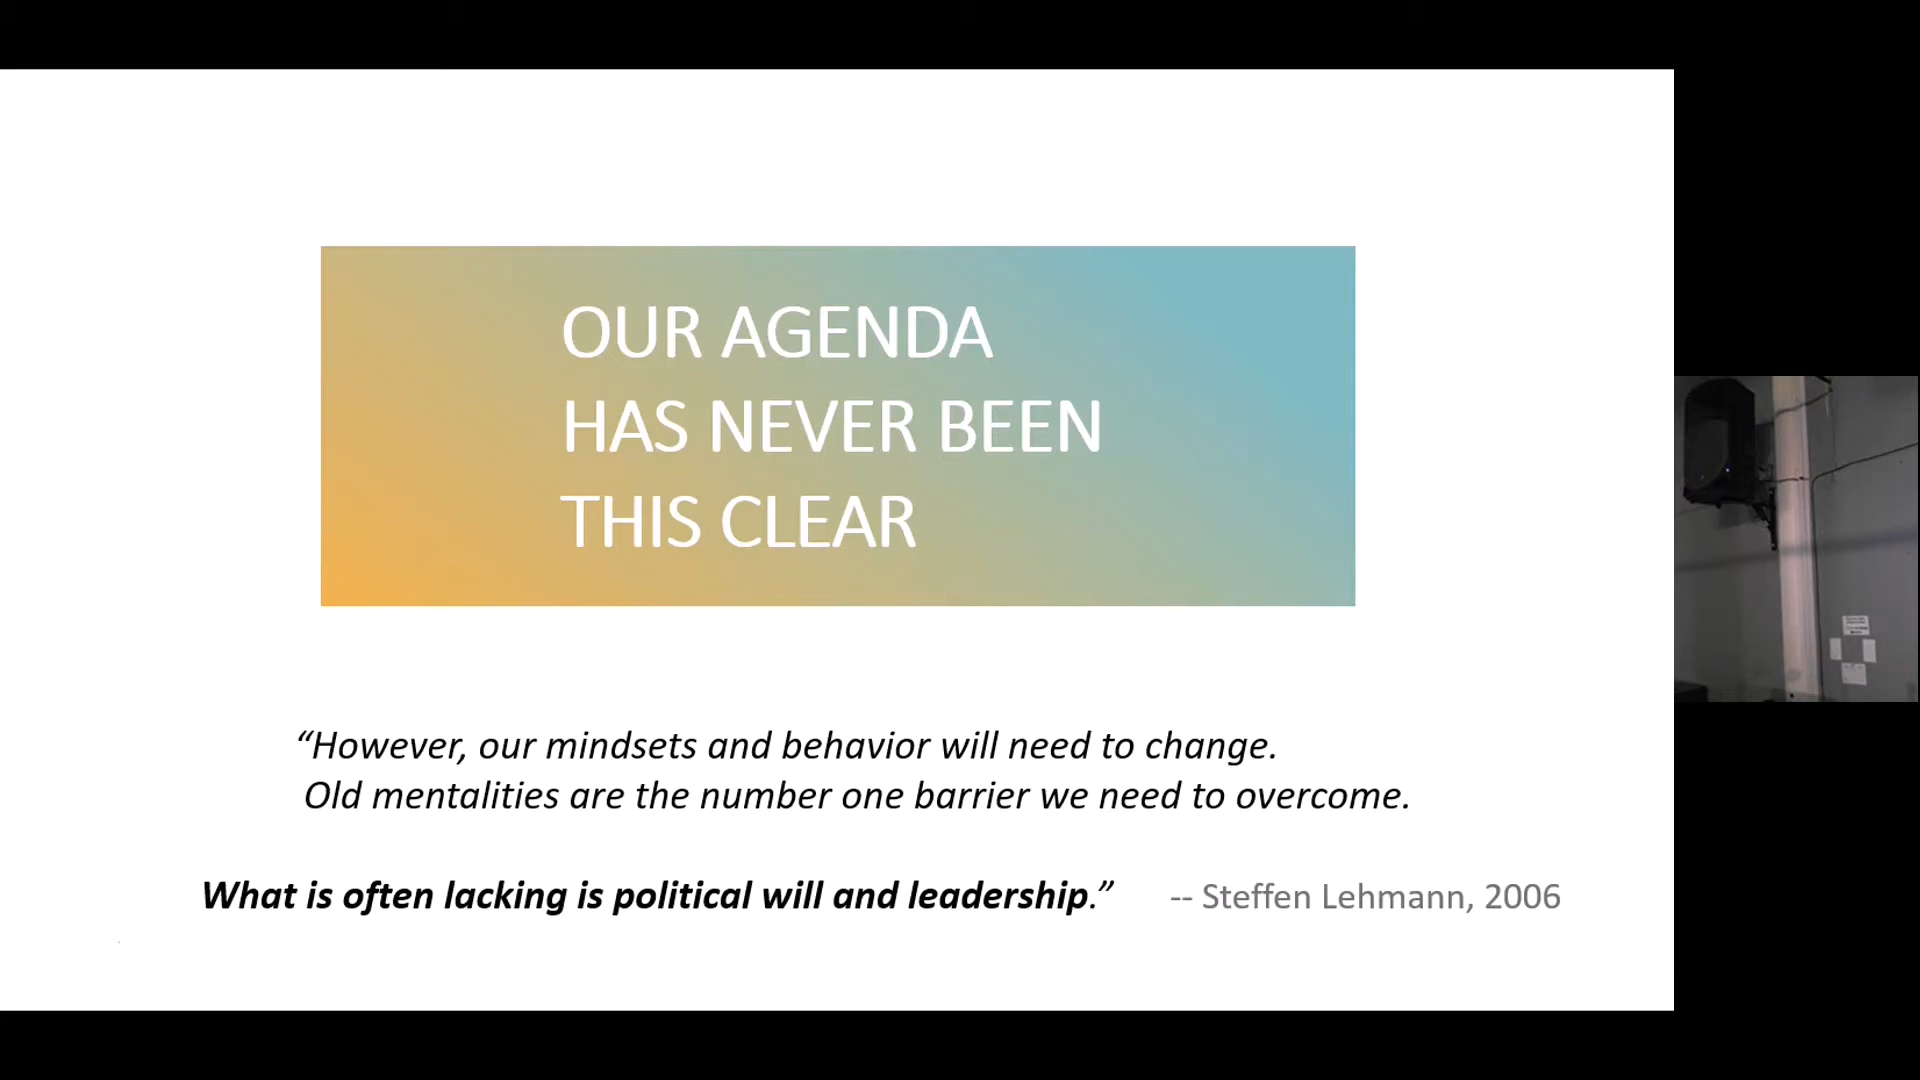 OUR AGENDA
HAS NEVER BEEN
THIS CLEAR
“However, our mindsets and behavior will need to change.
Old mentalities are the number one barrier we need to overcome.
What is often lacking is political will and leadership.” -- Steffen Lehmann, 2006